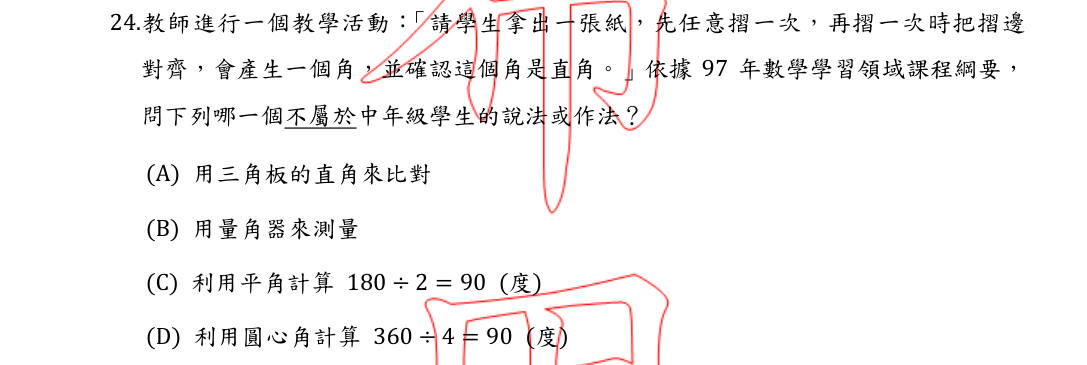 24.教師進行一個教學活動：「請學生拿出一張紙，先任意摺一次，再摺一次時把摺邊
對齊，會產生一個角，並確認這個角是直角。」依據 97 年數學學習領域課程綱要，
問下列哪一個不屬於中年級學生的說法或作法？
(A) 用三角板的直角來比對
(B) 用量角器來測量
(C) 利用平角計算 180 ÷ 2 = 90 (度)
(D) 利用圓心角計算 360 ÷ 4 = 90 (度)